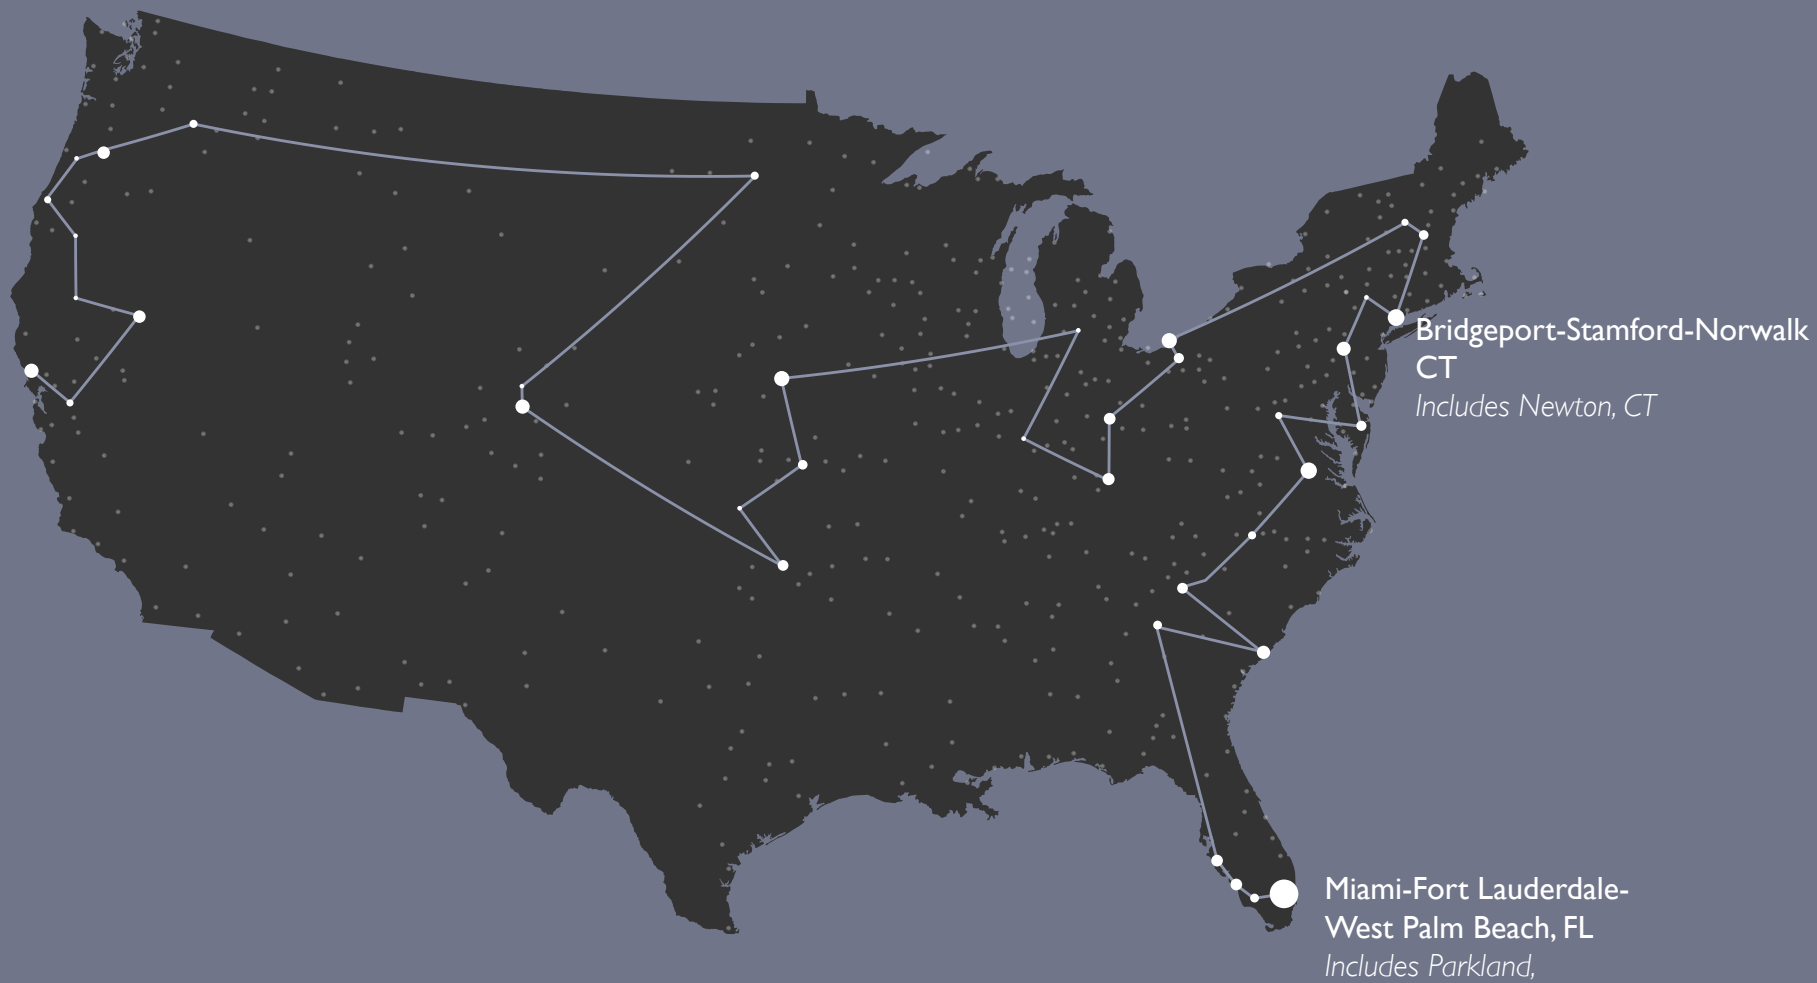 Bridgeport-Stamford-Norwalk
CT
Includes Newton, CT
Miami-Fort Lauderdale-
West Palm Beach, FL
Includes Parkland,